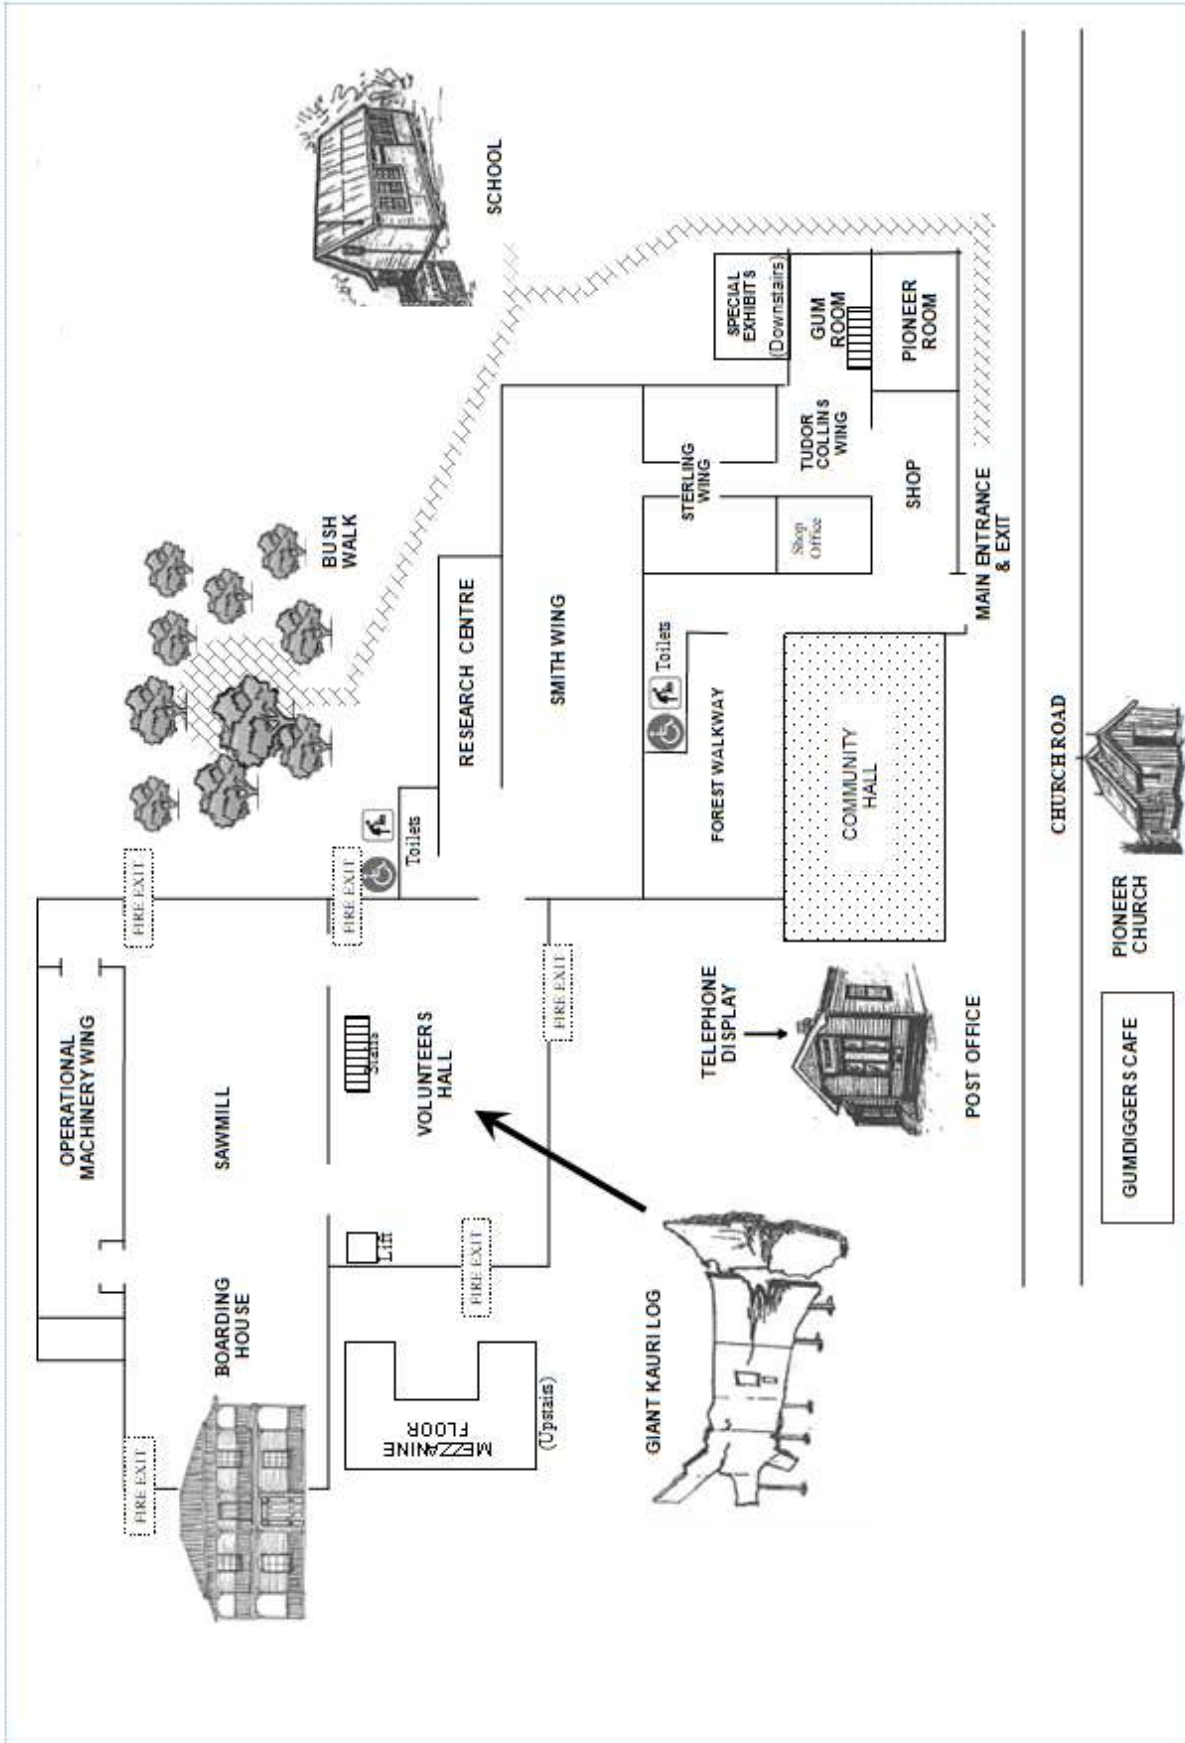 OPERATIONAL
MACHINERY WING
FIRE EXIT
FIRE EXIT
BOARDING
HOUSE
SAWMILL
BUSH
WALK
SCHOOL
FIRE EXIT
Toilets
Lift
Stairs
MEZZANINE
FLOOR
(Upstairs)
VOLUNTEERS
HALL
FIRE EXIT
FIRE EXIT
RESEARCH CENTRE
SMITH WING
GIANT KAURI LOG
TELEPHONE
DISPLAY
POST OFFICE
FOREST WALKWAY
Toilets
STERLING
WING
SPECIAL
EXHIBITS
(Downstairs)
COMMUNITY
HALL
Shop
Office
TUDOR
COLLINS
WING
GUM
ROOM
SHOP
PIONEER
ROOM
MAIN ENTRANCE
& EXIT
CHURCH ROAD
GUMDIGGERS CAFE
PIONEER
CHURCH